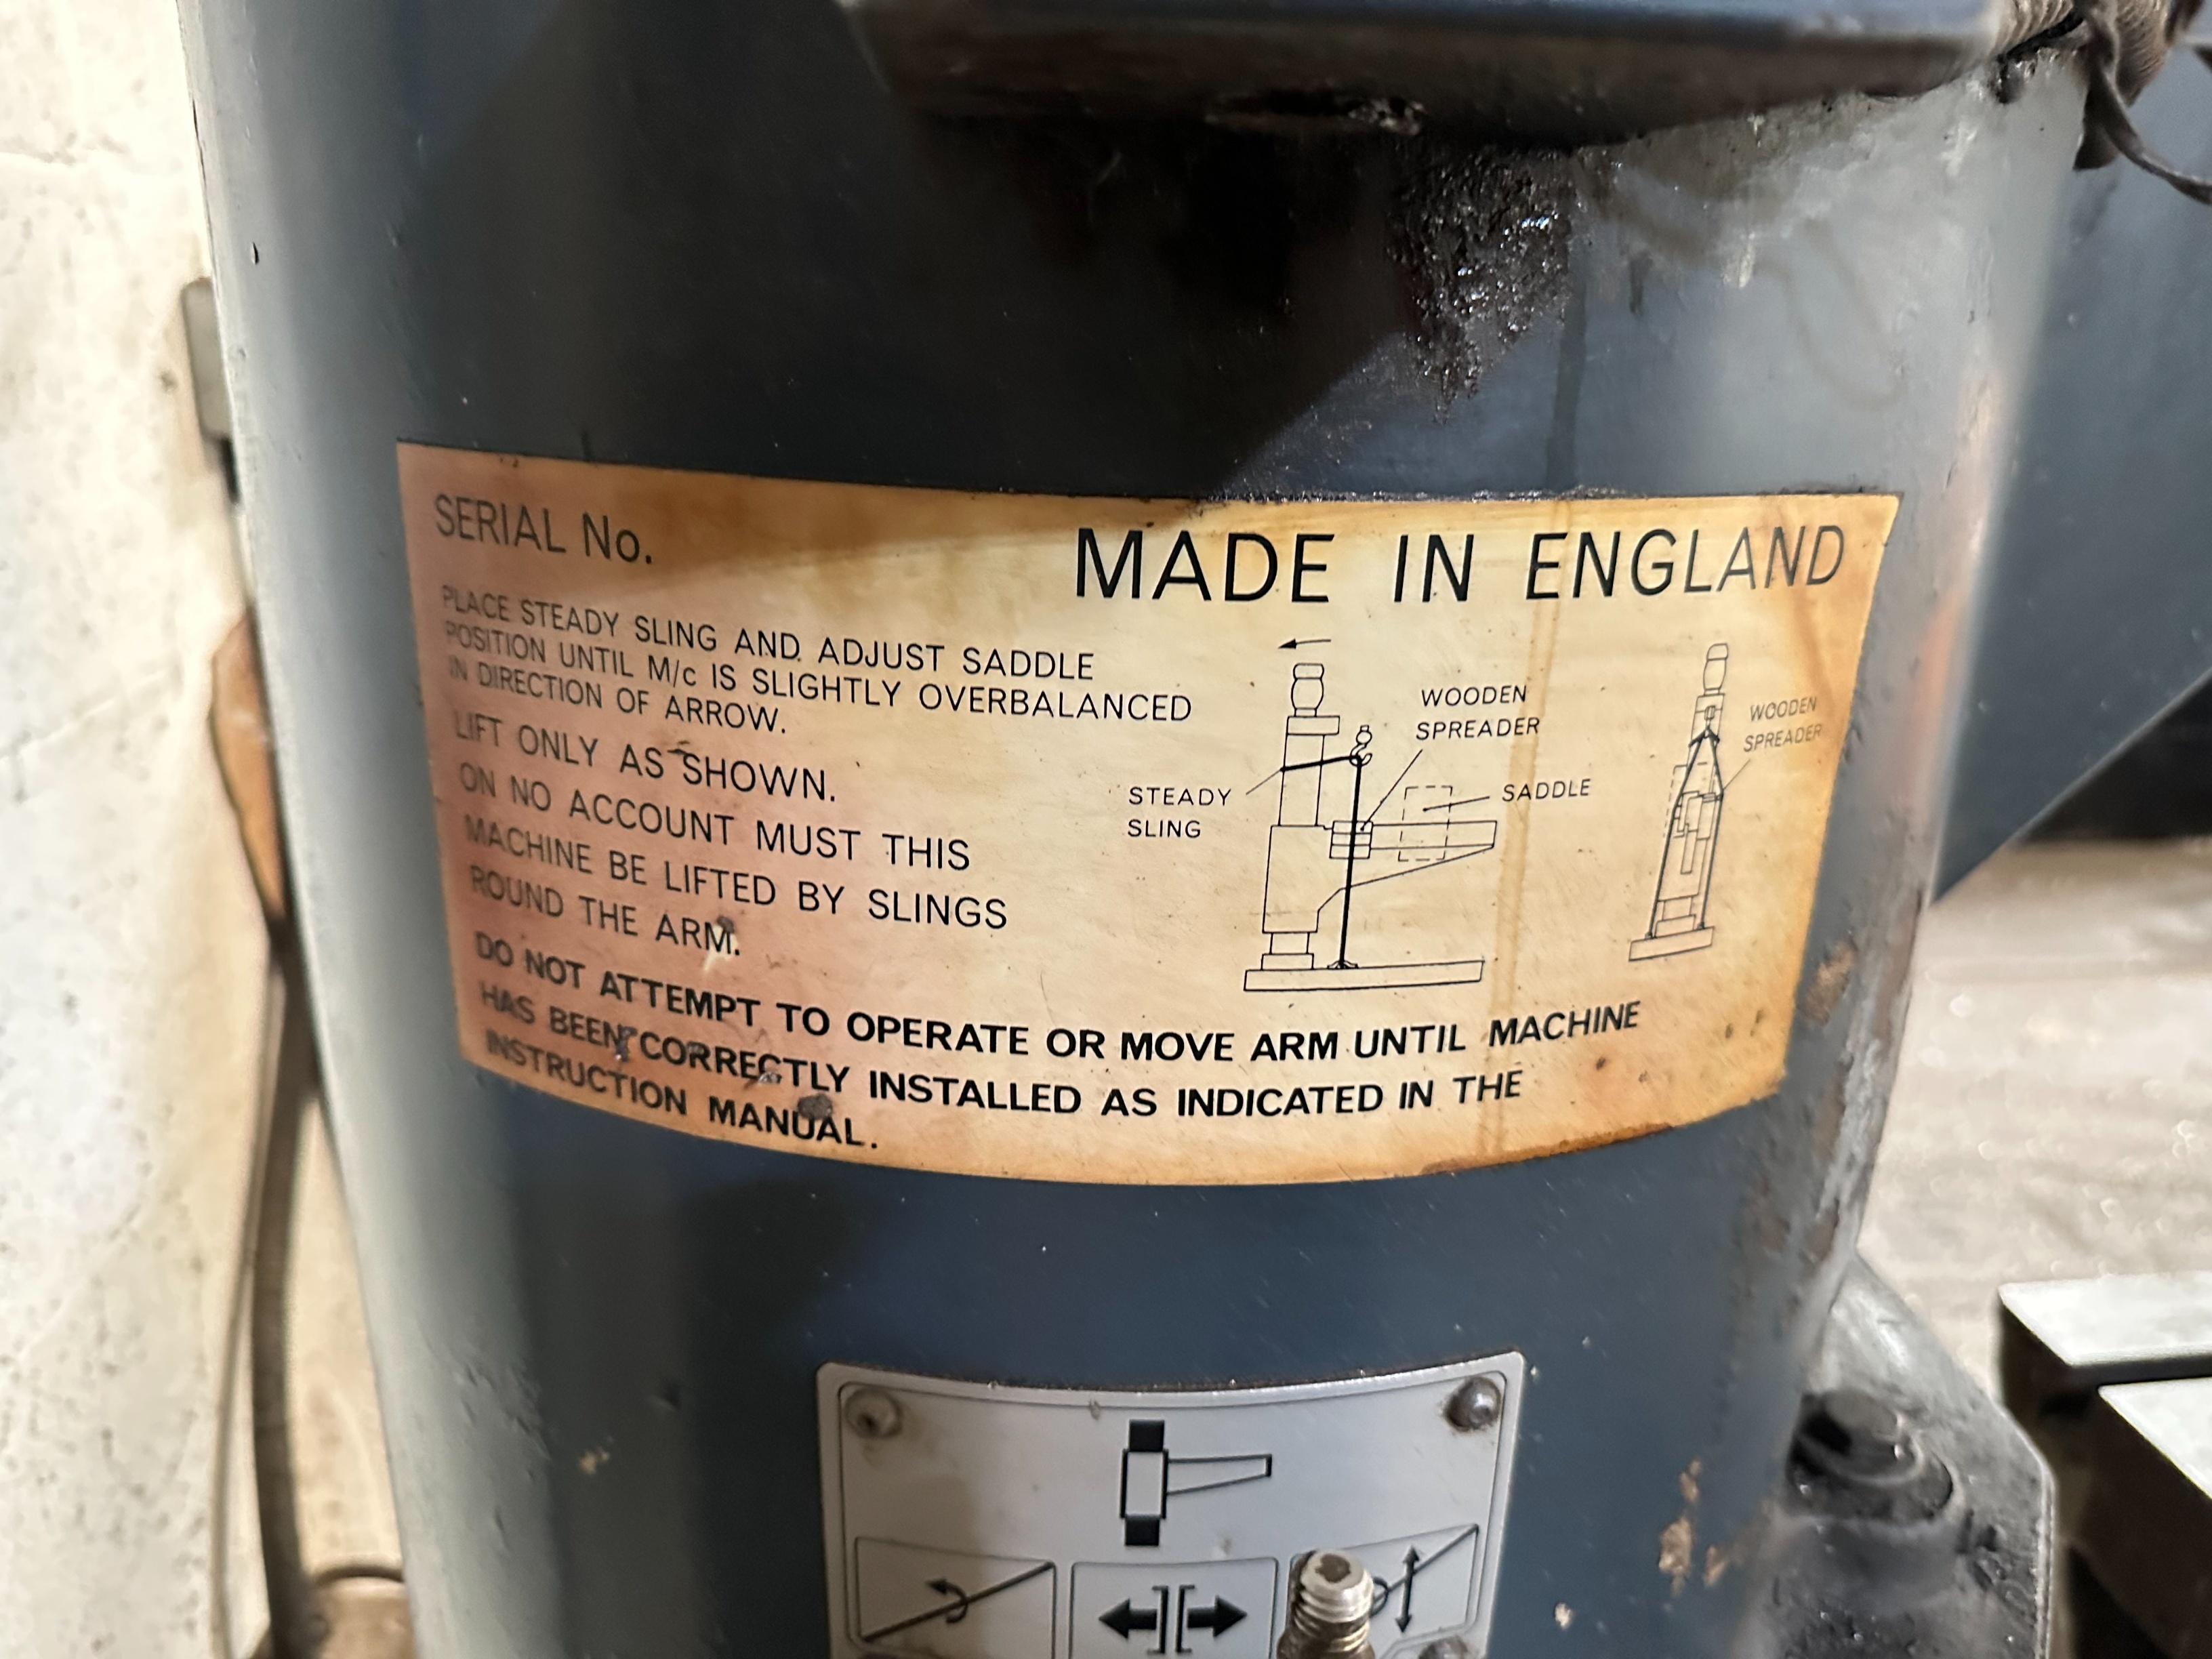 SERIAL No.
MADE IN ENGLAND
PLACE STEADY SLING AND ADJUST SADDLE
POSITION UNTIL M/c IS SLIGHTLY OVERBALANCED
IN DIRECTION OF ARROW.
LIFT ONLY AS SHOWN.
ON NO ACCOUNT MUST THIS
MACHINE BE LIFTED BY SLINGS
ROUND THE ARM.
WOODEN
SPREADER
STEADY
SLING
SADDLE
WOODEN
SPREADER
DO NOT ATTEMPT TO OPERATE OR MOVE ARM UNTIL MACHINE
HAS BEEN CORRECTLY INSTALLED AS INDICATED IN THE
INSTRUCTION MANUAL.